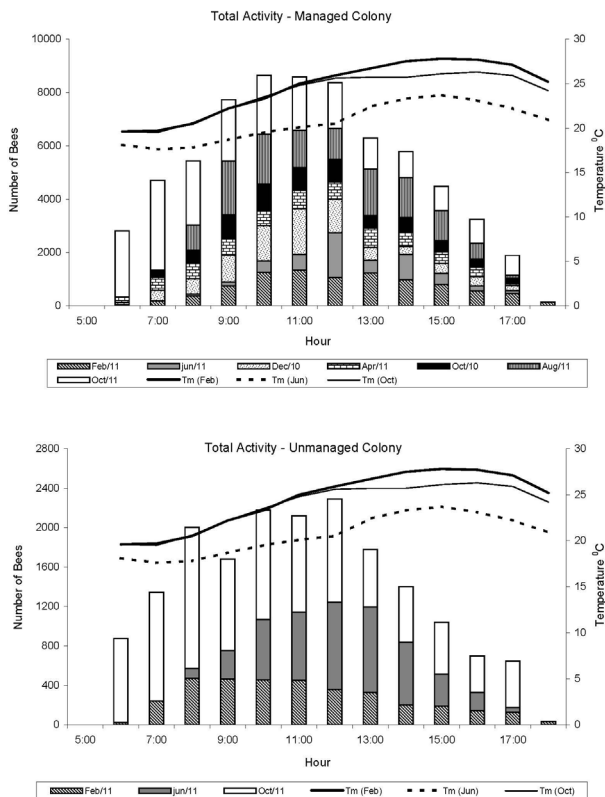 Total Activity - Managed Colony
10000
8000
6000
4000
2000
0
Number of Bees
30
25
20
15
10
5
0
Temperature ⁰C
5:00 7:00 9:00 11:00 13:00 15:00 17:00
Hour
Feb/11 jun/11 Dec/10 Apr/11 Oct/10 Aug/11
Oct/11 Tm (Feb) Tm (Jun) Tm (Oct)
Total Activity - Unmanaged Colony
2800
2400
2000
1600
1200
800
400
0
Number of Bees
30
25
20
15
10
5
0
Temperature ⁰C
5:00 7:00 9:00 11:00 13:00 15:00 17:00
Hour
Feb/11 jun/11 Oct/11 Tm (Feb) Tm (Jun) Tm (Oct)